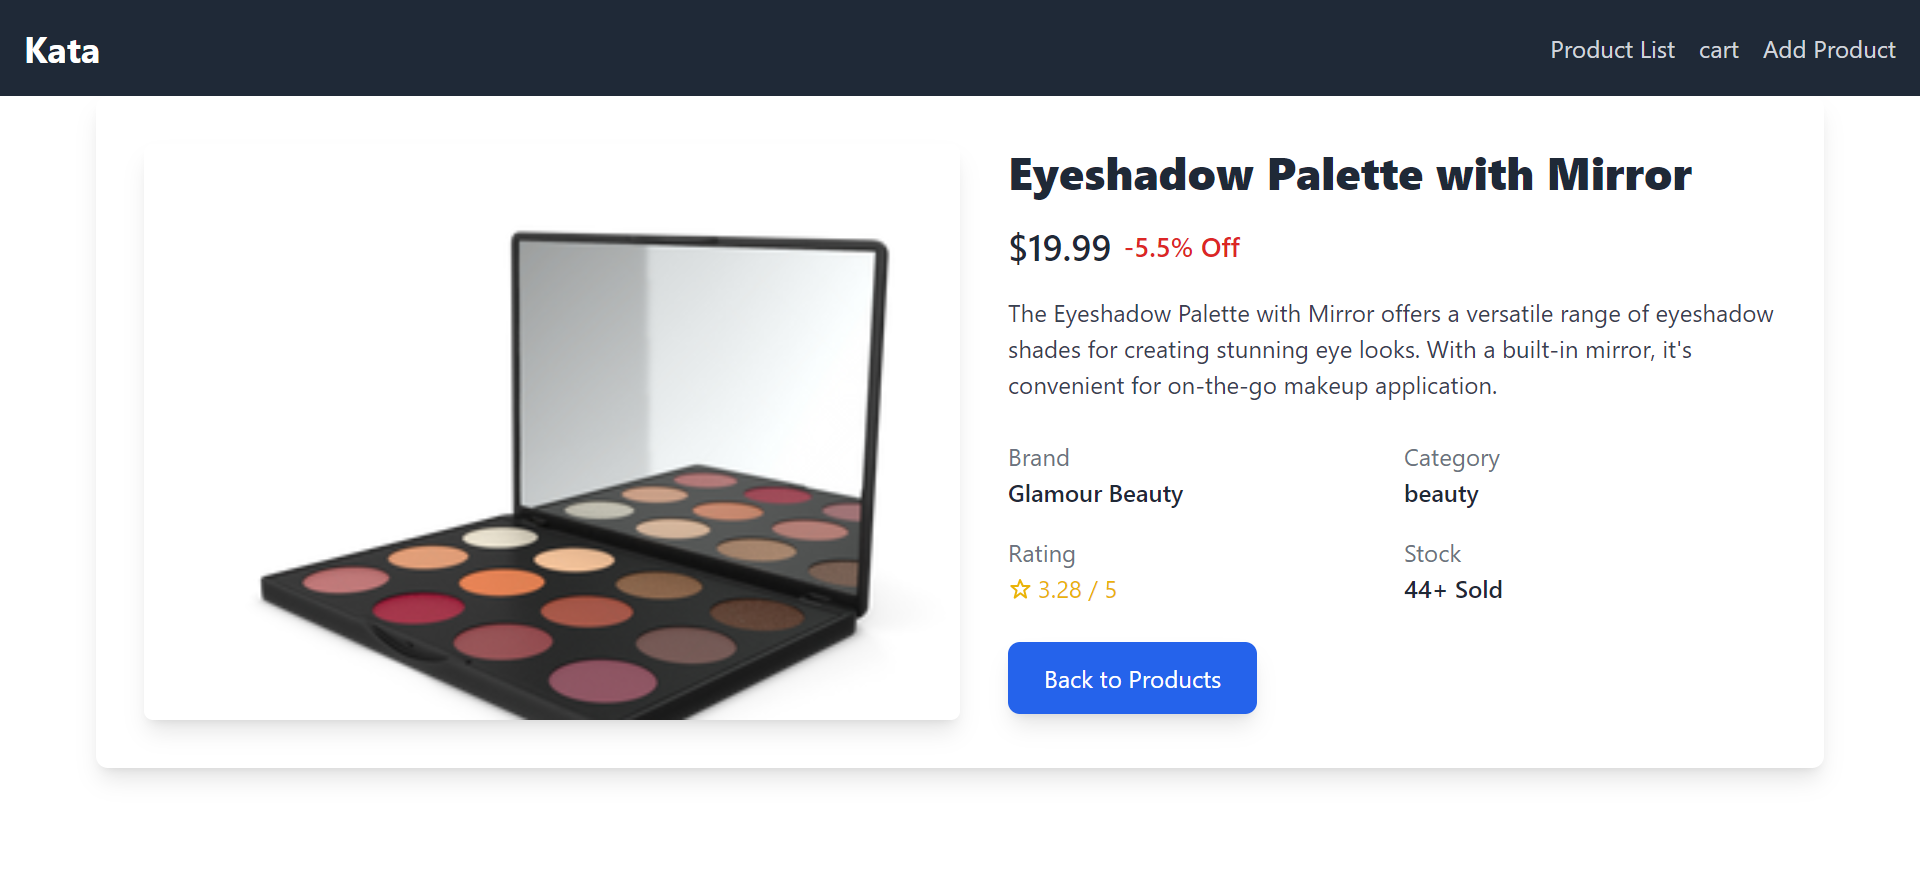 Kata
Product List cart Add Product
Eyeshadow Palette with Mirror
$19.99 -5.5% Off
The Eyeshadow Palette with Mirror offers a versatile range of eyeshadow
shades for creating stunning eye looks. With a built-in mirror, it's
convenient for on-the-go makeup application.
Brand
Glamour Beauty
Category
beauty
Rating
☆ 3.28 / 5
Stock
44+ Sold
Back to Products